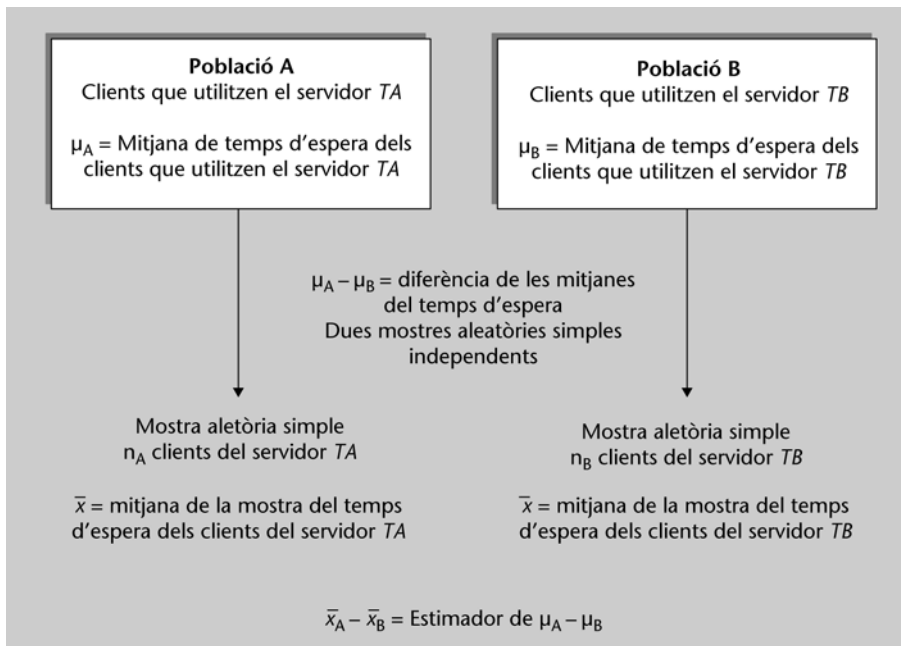 Població A
Clients que utilitzen el servidor TA
μA = Mitjana de temps d'espera dels
clients que utilitzen el servidor TA
Població B
Clients que utilitzen el servidor TB
μB = Mitjana de temps d'espera dels
clients que utilitzen el servidor TB
μA – μB = diferència de les mitjanes
del temps d'espera
Dues mostres aleatòries simples
independents
Mostra aletòria simple
nA clients del servidor TA
x̅ = mitjana de la mostra del temps
d'espera dels clients del servidor TA
Mostra aletòria simple
nB clients del servidor TB
x̅ = mitjana de la mostra del temps
d'espera dels clients del servidor TB
x̅A – x̅B = Estimador de μA – μB